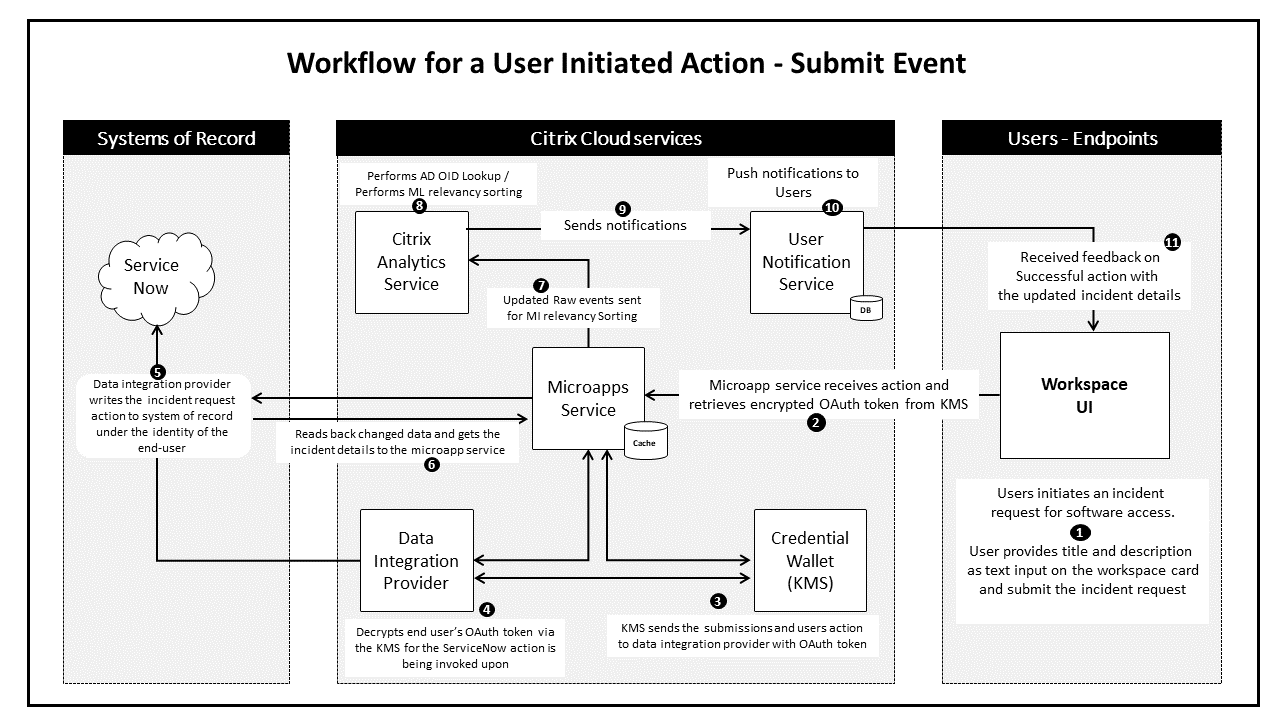 Workflow for a User Initiated Action - Submit Event
Systems of Record
Citrix Cloud services
Users - Endpoints
Performs AD OID Lookup /
Performs ML relevancy sorting
8
Citrix
Analytics
Service
9
Sends notifications
Push notifications to
Users
10
User
Notification
Service
DB
11
Received feedback on
Successful action with
the updated incident details
Service
Now
7
Updated Raw events sent
for MI relevancy Sorting
Microapps
Service
Cache
Microapp service receives action and
retrieves encrypted OAuth token from KMS
2
Workspace
UI
5
Data integration provider
writes the incident request
action to system of record
under the identity of the
end-user
Reads back changed data and gets the
incident details to the microapp service
6
Users initiates an incident
request for software access.
1
User provides title and description
as text input on the workspace card
and submit the incident request
Data
Integration
Provider
Credential
Wallet
(KMS)
4
Decrypts end user's OAuth token via
the KMS for the ServiceNow action is
being invoked upon
3
KMS sends the submissions and users action
to data integration provider with OAuth token